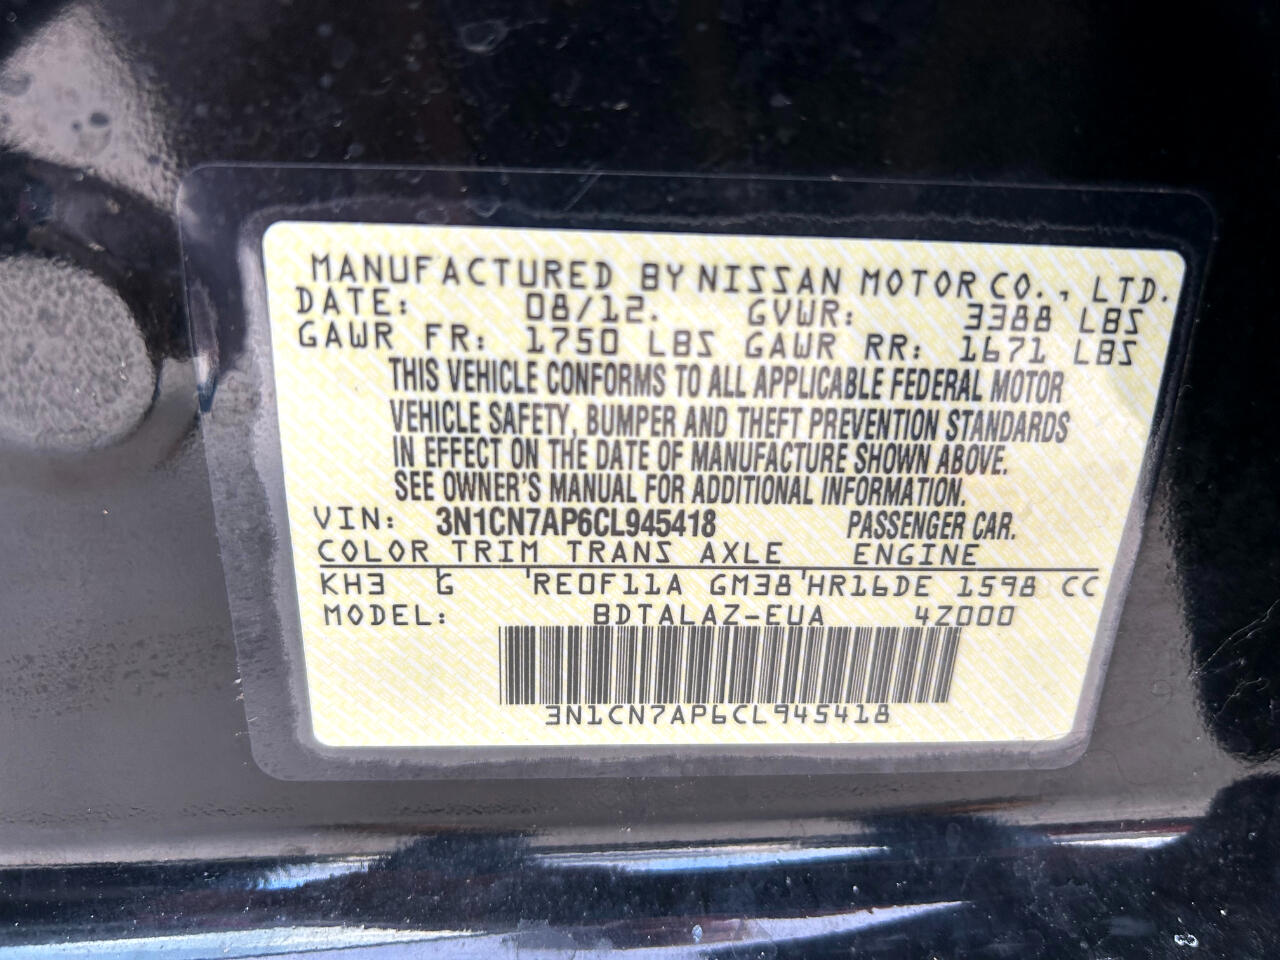 MANUFACTURED BY NISSAN MOTOR CO., LTD.
DATE: 08/12. GVWR: 3388 LBS
GAWR FR: 1750 LBS GAWR RR: 1671 LBS
THIS VEHICLE CONFORMS TO ALL APPLICABLE FEDERAL MOTOR
VEHICLE SAFETY, BUMPER AND THEFT PREVENTION STANDARDS
IN EFFECT ON THE DATE OF MANUFACTURE SHOWN ABOVE.
SEE OWNER'S MANUAL FOR ADDITIONAL INFORMATION.
VIN: 3N1CN7AP6CL945418 PASSENGER CAR.
COLOR TRIM TRANS AXLE ENGINE
KH3 ' G ' RE0F11A GM38 ' HR16DE 1598 CC
MODEL: BDTALAZ-EUA 4Z000
3N1CN7AP6CL945418